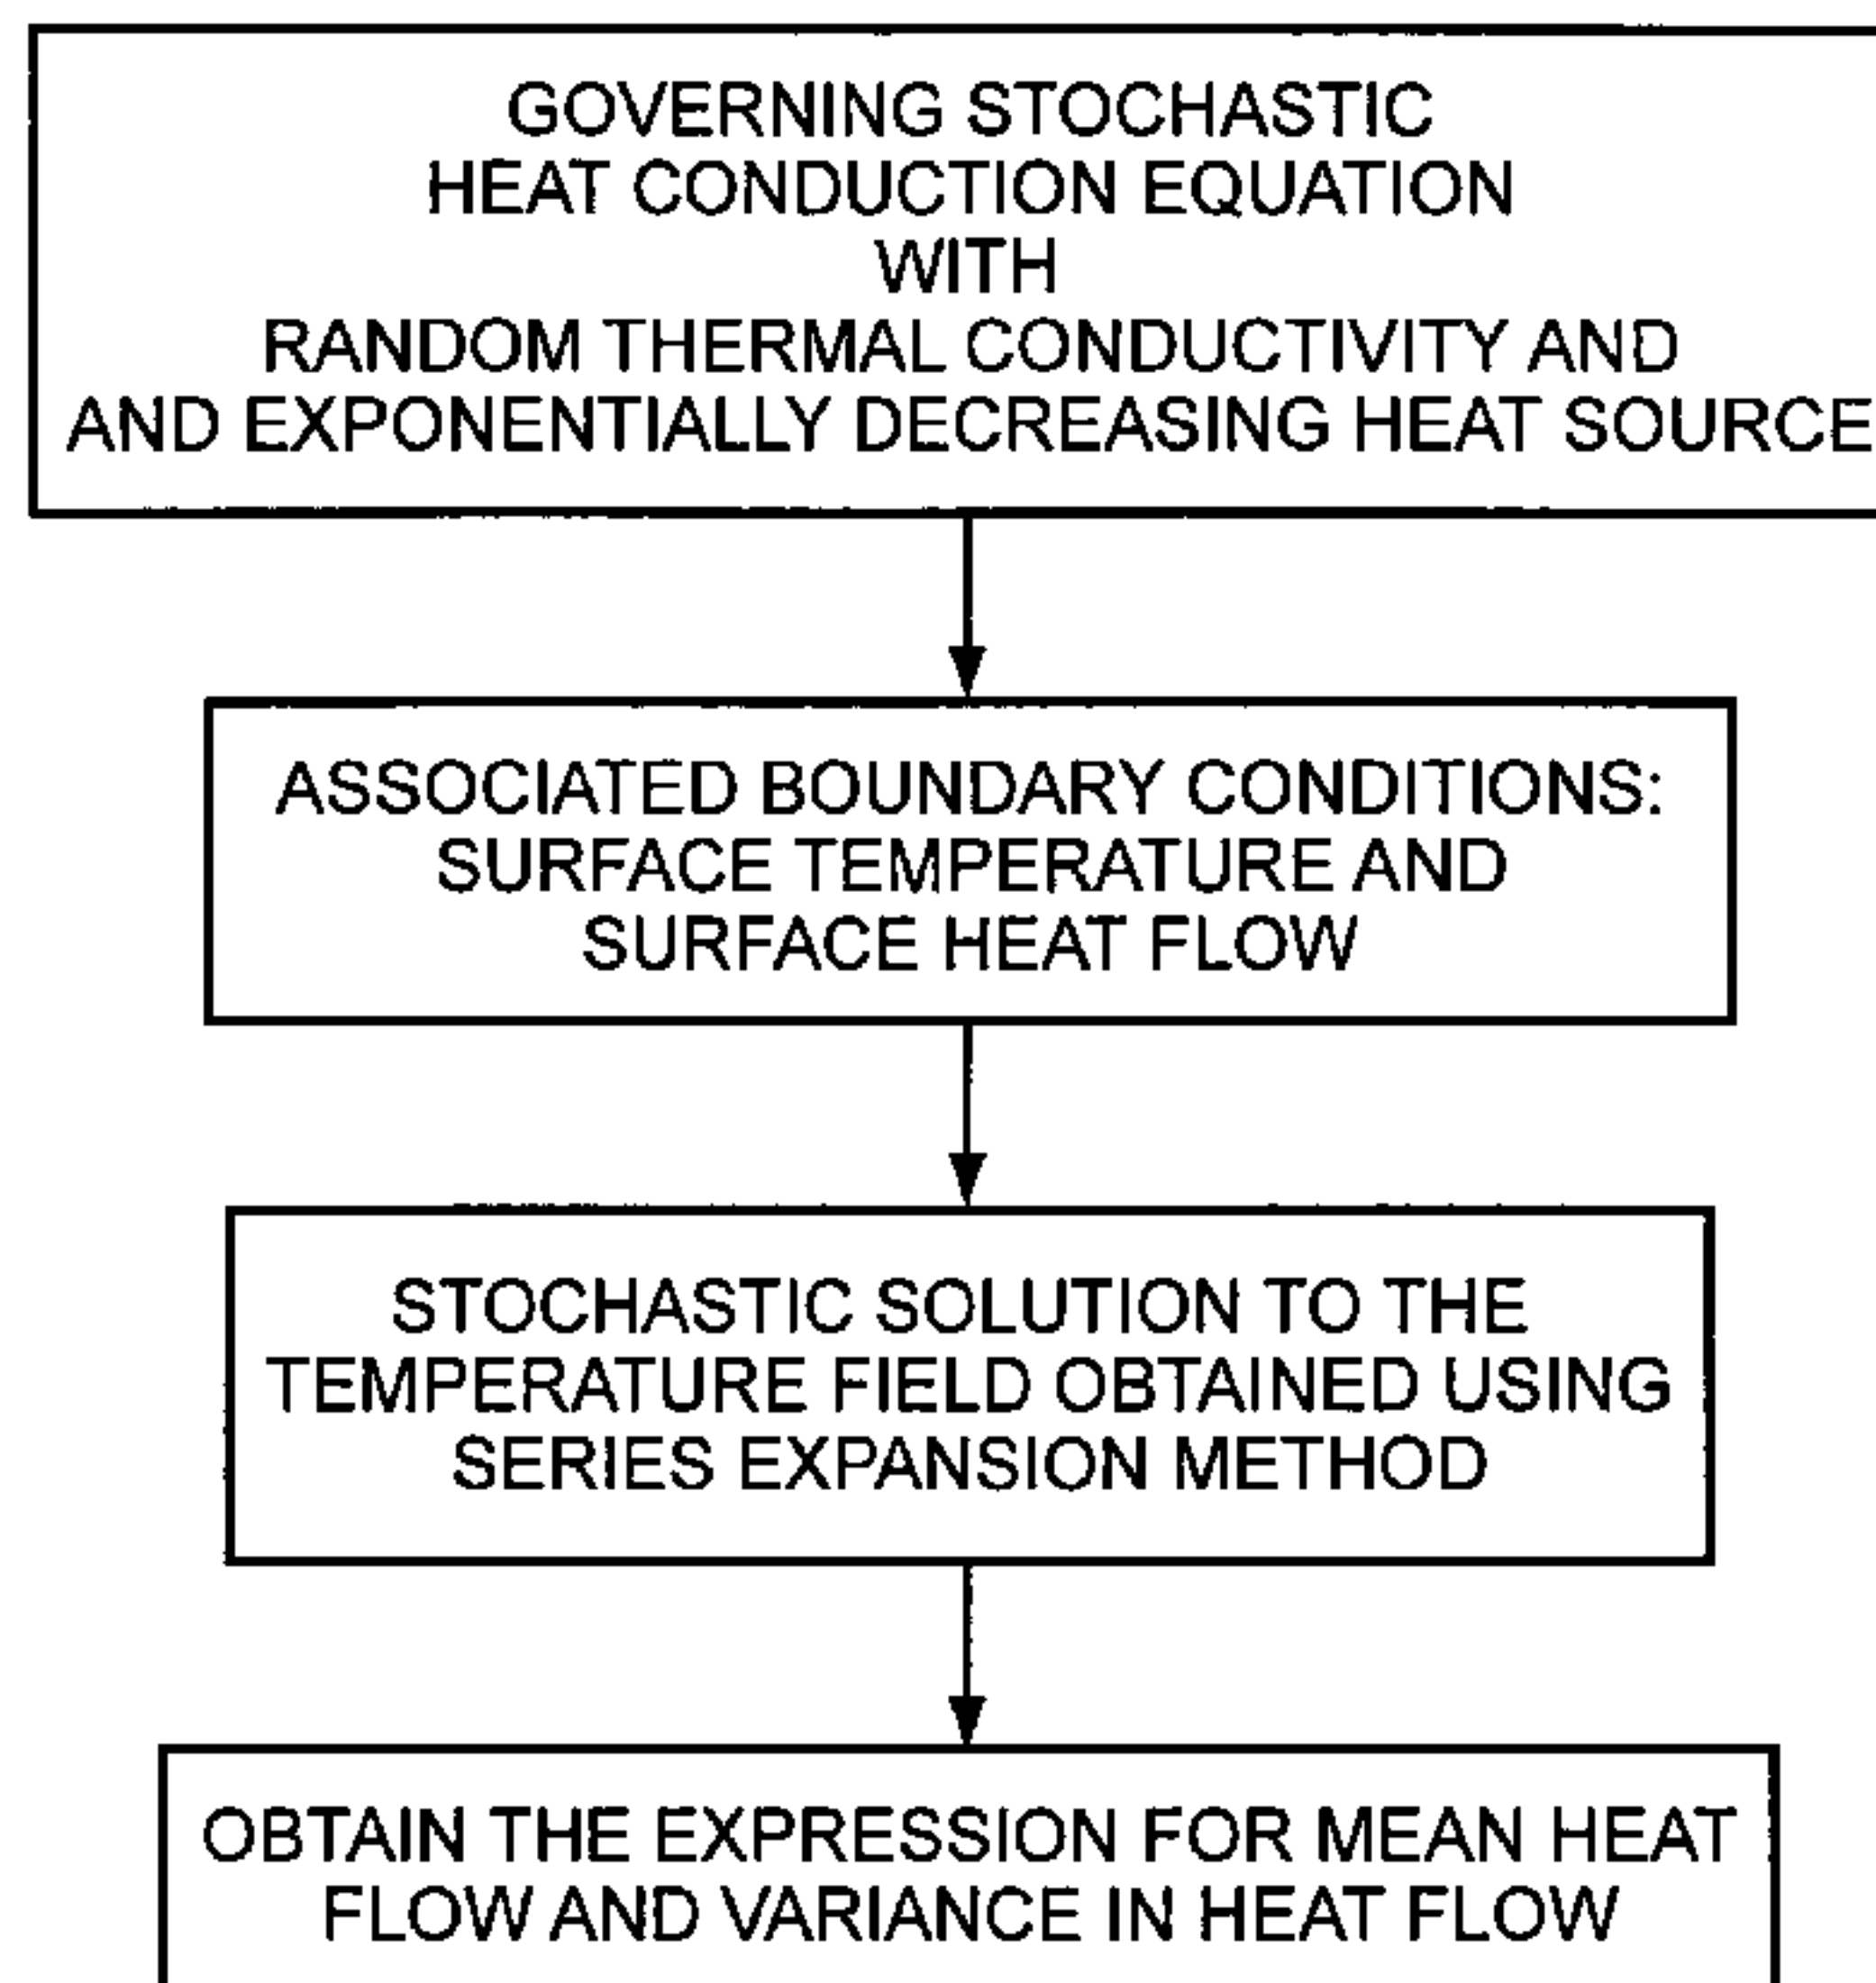 GOVERNING STOCHASTIC
HEAT CONDUCTION EQUATION
WITH
RANDOM THERMAL CONDUCTIVITY AND
AND EXPONENTIALLY DECREASING HEAT SOURCE
ASSOCIATED BOUNDARY CONDITIONS:
SURFACE TEMPERATURE AND
SURFACE HEAT FLOW
STOCHASTIC SOLUTION TO THE
TEMPERATURE FIELD OBTAINED USING
SERIES EXPANSION METHOD
OBTAIN THE EXPRESSION FOR MEAN HEAT
FLOW AND VARIANCE IN HEAT FLOW